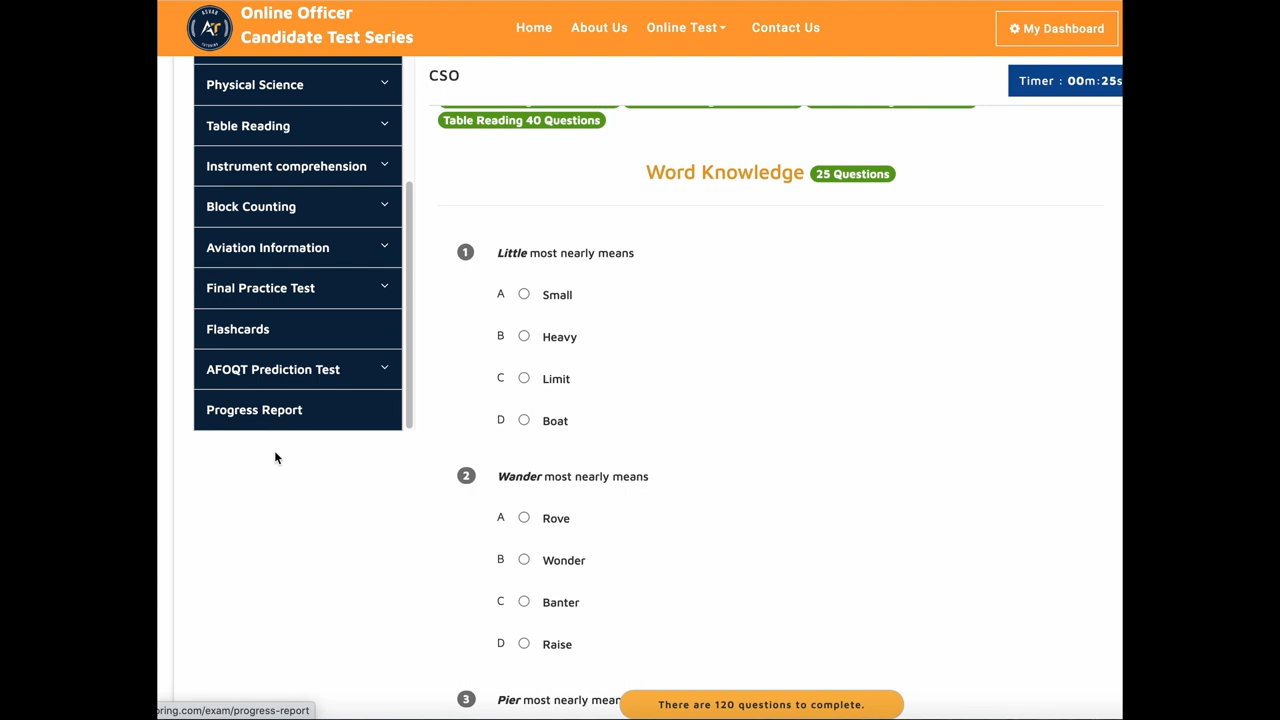 Online Officer
Candidate Test Series
Home About Us Online Test Contact Us
My Dashboard
Physical Science
Table Reading
Instrument comprehension
Block Counting
Aviation Information
Final Practice Test
Flashcards
AFOQT Prediction Test
Progress Report
CSO
Timer : 00m:25s
Table Reading 40 Questions
Word Knowledge 25 Questions
1 Little most nearly means
A Small
B Heavy
C Limit
D Boat
2 Wander most nearly means
A Rove
B Wonder
C Banter
D Raise
3 Pier most nearly mean
There are 120 questions to complete.
oring.com/exam/progress-report